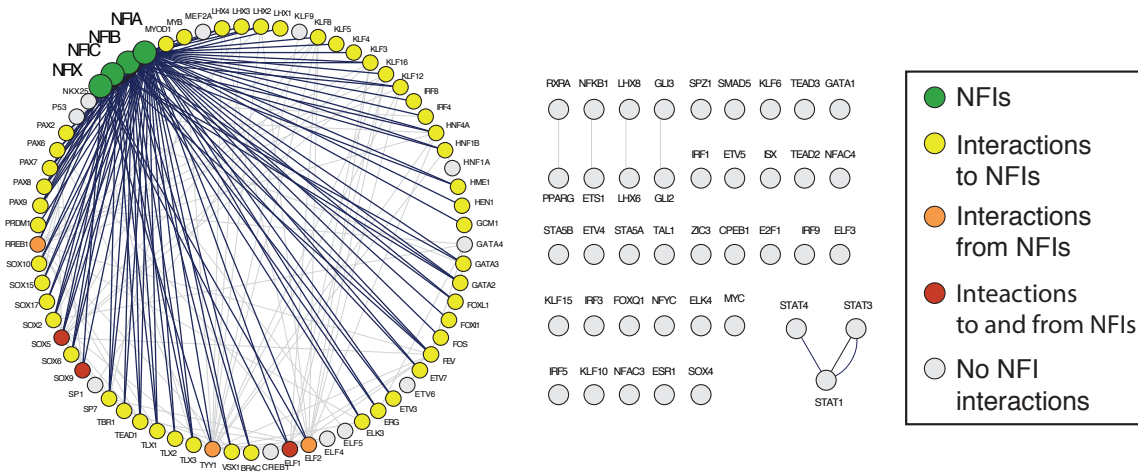 NFIA
NFIB
NFIC
NFIX
MYOD1
MYB
MEF2A
LHX4
LHX3
LHX2
LHX1
KLF9
KLF8
KLF5
KLF4
KLF3
KLF16
KLF12
IRF8
IRF4
HNF4A
HNF1B
HNF1A
HME1
HEN1
GCM1
GATA4
GATA3
GATA2
FOXL1
FOXI1
FOS
FEV
ETV7
ETV6
ETV3
ERG
ELK3
ELF5
ELF4
ELF2
ELF1
CREB1
BRAC
VSX1
TYY1
TLX3
TLX2
TLX1
TEAD1
TBR1
SP7
SP1
SOX9
SOX6
SOX5
SOX2
SOX17
SOX15
SOX10
RREB1
PRDM1
PAX9
PAX8
PAX7
PAX6
PAX2
P53
NKX25
RXRA NFKB1 LHX8 GLI3 SPZ1 SMAD5 KLF6 TEAD3 GATA1
IRF1 ETV5 ISX TEAD2 NFAC4
PPARG ETS1 LHX6 GLI2
STA5B ETV4 STA5A TAL1 ZIC3 CPEB1 E2F1 IRF9 ELF3
KLF15 IRF3 FOXQ1 NFYC ELK4 MYC
STAT4 STAT3
STAT1
IRF5 KLF10 NFAC3 ESR1 SOX4
NFIs
Interactions
to NFIs
Interactions
from NFIs
Inteactions
to and from NFIs
No NFI
interactions